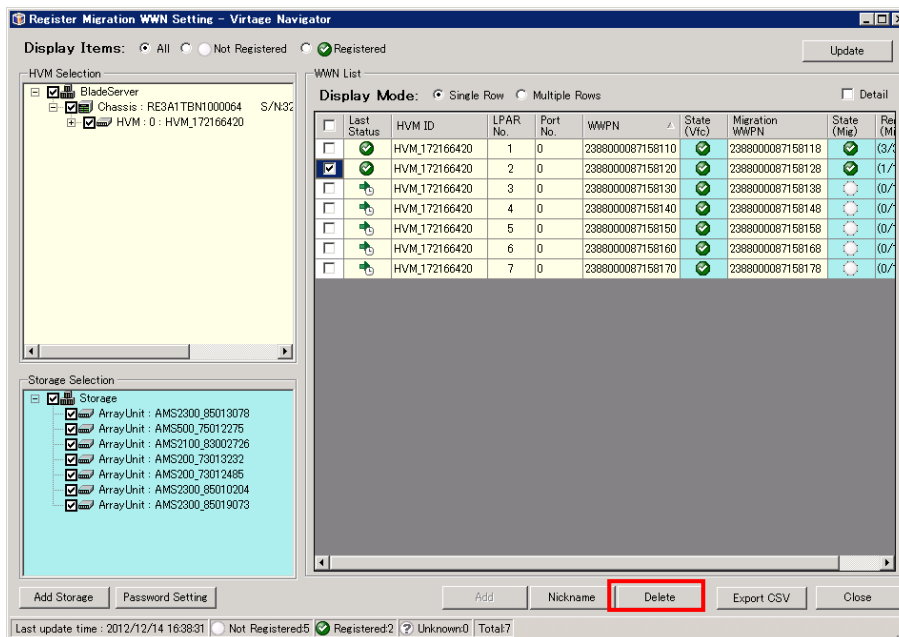 Register Migration WWN Setting - Virtage Navigator
Display Items: All Not Registered Registered
Update
HVM Selection
BladeServer
Chassis : RE3A1TBN1000064 S/N:32
HVM : 0 : HVM_172166420
Storage Selection
Storage
ArrayUnit : AMS2300_85013078
ArrayUnit : AMS500_75012275
ArrayUnit : AMS2100_83002726
ArrayUnit : AMS200_73013232
ArrayUnit : AMS200_73012485
ArrayUnit : AMS2300_85010204
ArrayUnit : AMS2300_85019073
WWN List
Display Mode: Single Row Multiple Rows Detail
Last Status HVM ID LPAR No. Port No. WWPN State (Vfc) Migration WWPN State (Mig)
HVM_172166420 1 0 2388000087158110 2388000087158118 (3/
HVM_172166420 2 0 2388000087158120 2388000087158128 (1/
HVM_172166420 3 0 2388000087158130 2388000087158138 (0/
HVM_172166420 4 0 2388000087158140 2388000087158148 (0/
HVM_172166420 5 0 2388000087158150 2388000087158158 (0/
HVM_172166420 6 0 2388000087158160 2388000087158168 (0/
HVM_172166420 7 0 2388000087158170 2388000087158178 (0/
Add Storage Password Setting Add Nickname Delete Export CSV Close
Last update time : 2012/12/14 16:38:31 Not Registered:5 Registered:2 Unknown:0 Total:7